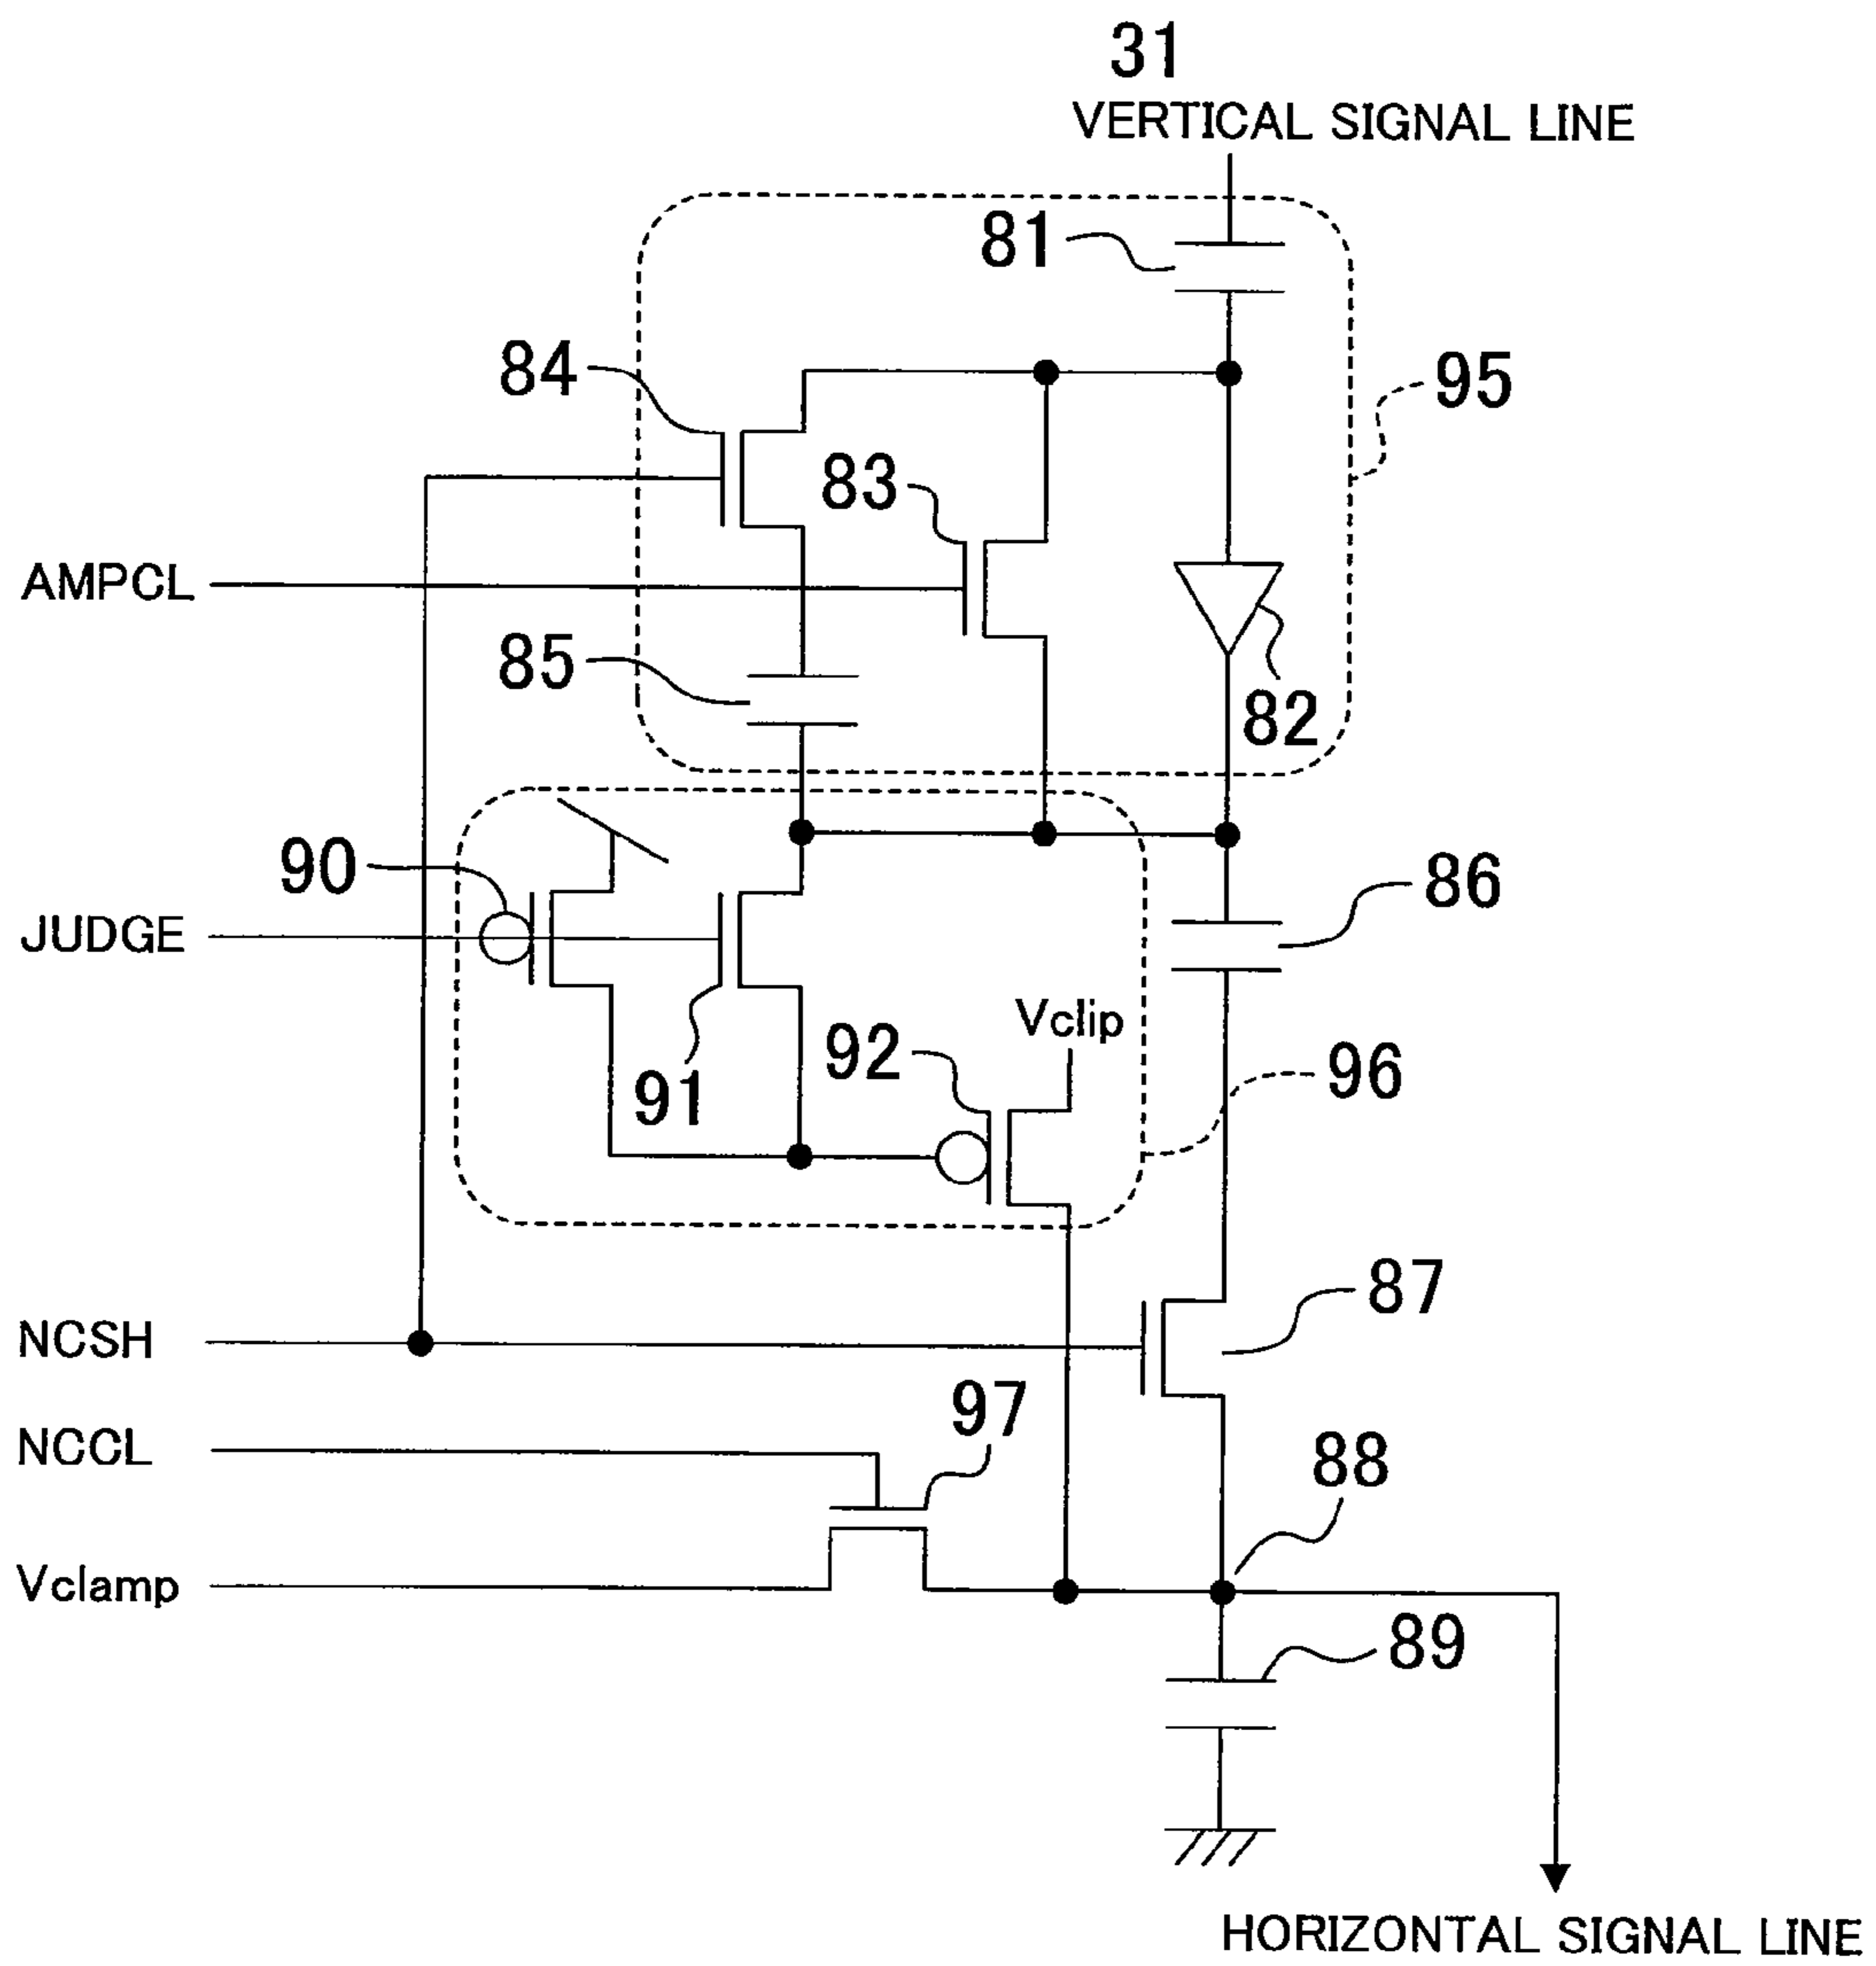 31
VERTICAL SIGNAL LINE
81
84
95
83
AMPCL
85
82
90
86
JUDGE
Vclip
92
96
91
87
NCSH
97
NCCL
88
Vclamp
89
HORIZONTAL SIGNAL LINE